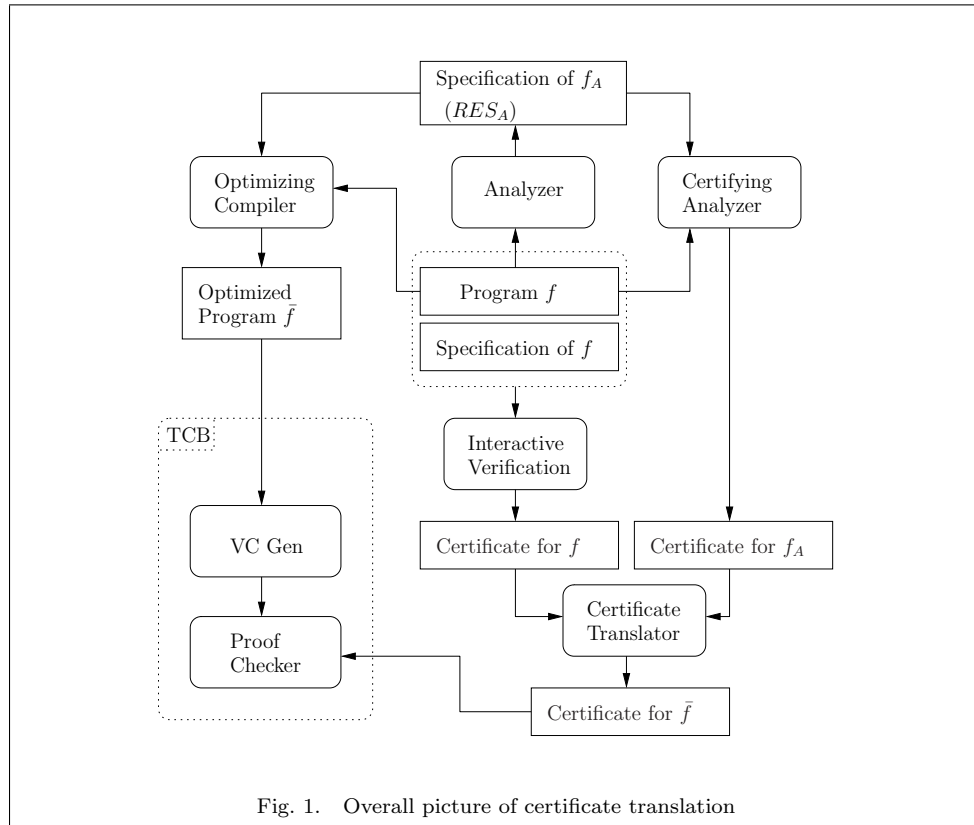 Specification of f_A
(RES_A)
Optimizing
Compiler
Analyzer
Certifying
Analyzer
Optimized
Program f̄
Program f
Specification of f
TCB
Interactive
Verification
VC Gen
Certificate for f
Certificate for f_A
Certificate
Translator
Proof
Checker
Certificate for f̄
Fig. 1. Overall picture of certificate translation